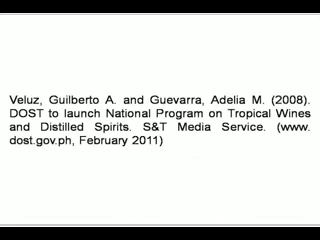 Veluz, Guilberto A. and Guevarra, Adelia M. (2008).
DOST to launch National Program on Tropical Wines
and Distilled Spirits. S&T Media Service. (www.
dost.gov.ph, February 2011)